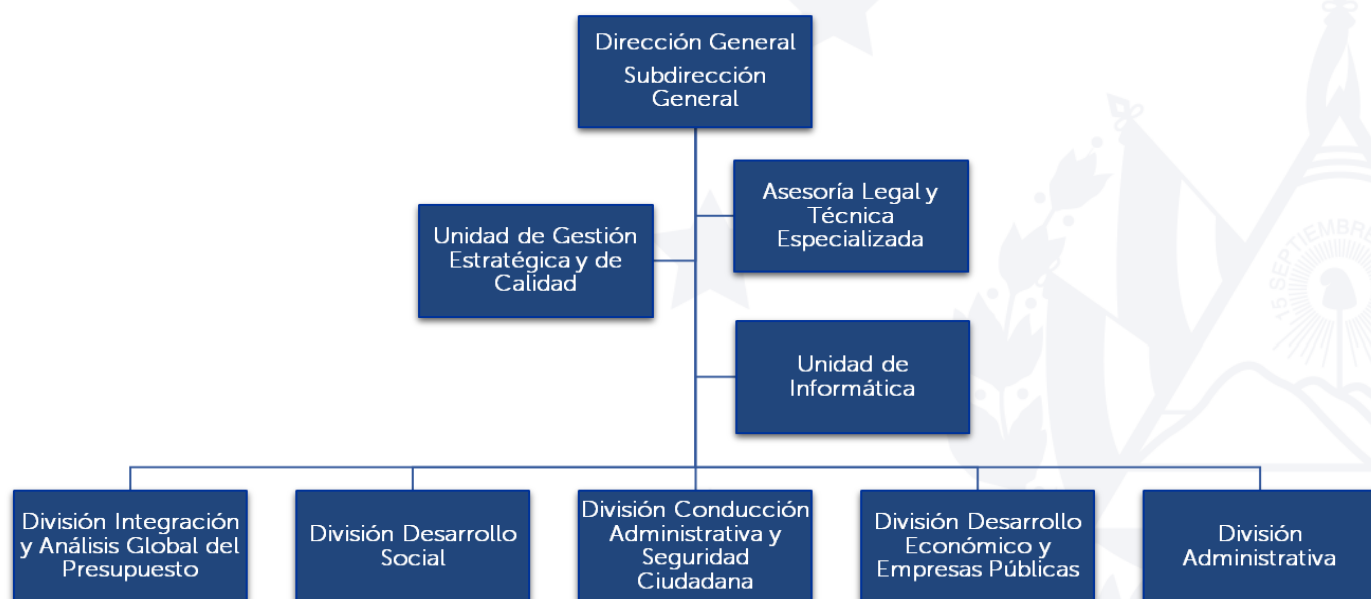 Dirección General
Subdirección
General
Asesoría Legal y
Técnica
Especializada
Unidad de Gestión
Estratégica y de
Calidad
Unidad de
Informática
División Integración
y Análisis Global del
Presupuesto
División Desarrollo
Social
División Conducción
Administrativa y
Seguridad
Ciudadana
División Desarrollo
Económico y
Empresas Públicas
División
Administrativa
15 SEPTIEMBRE